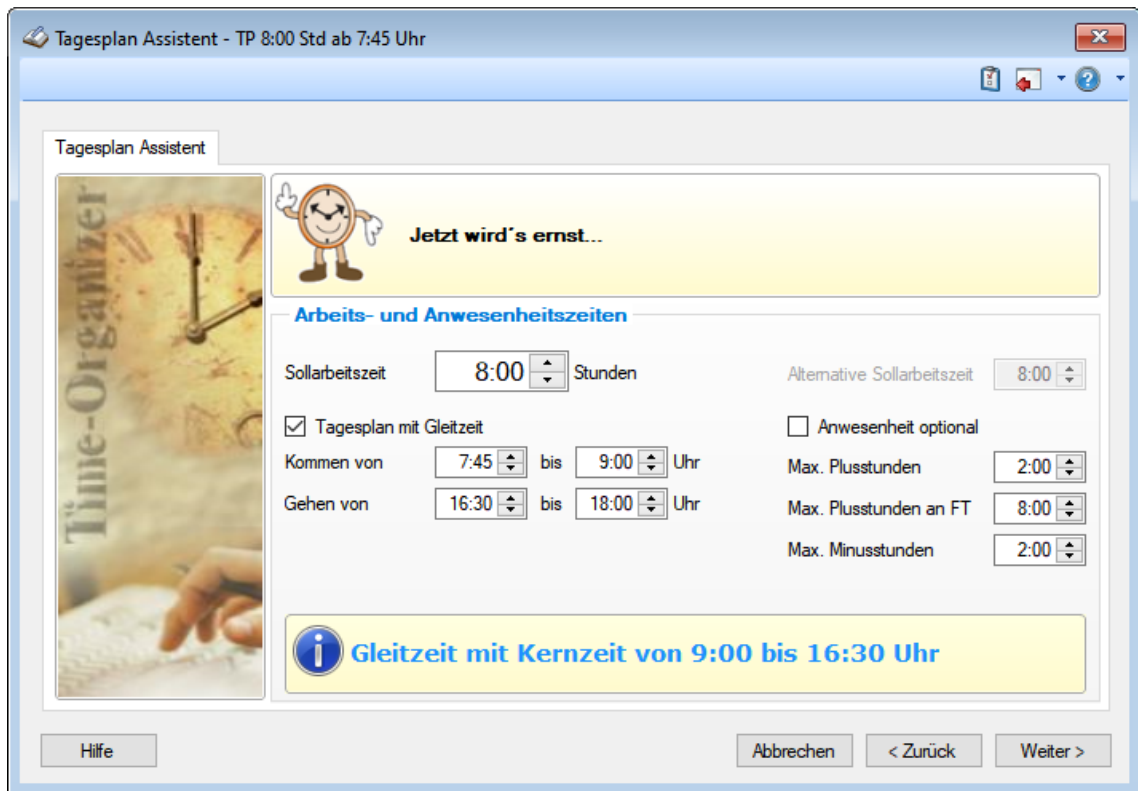 Tagesplan Assistent - TP 8:00 Std ab 7:45 Uhr
Tagesplan Assistent
Time-Organizer
Jetzt wird´s ernst...
Arbeits- und Anwesenheitszeiten
Sollarbeitszeit 8:00 Stunden Alternative Sollarbeitszeit 8:00
Tagesplan mit Gleitzeit Anwesenheit optional
Kommen von 7:45 bis 9:00 Uhr Max. Plusstunden 2:00
Gehen von 16:30 bis 18:00 Uhr Max. Plusstunden an FT 8:00
Max. Minusstunden 2:00
Gleitzeit mit Kernzeit von 9:00 bis 16:30 Uhr
Hilfe Abbrechen < Zurück Weiter >